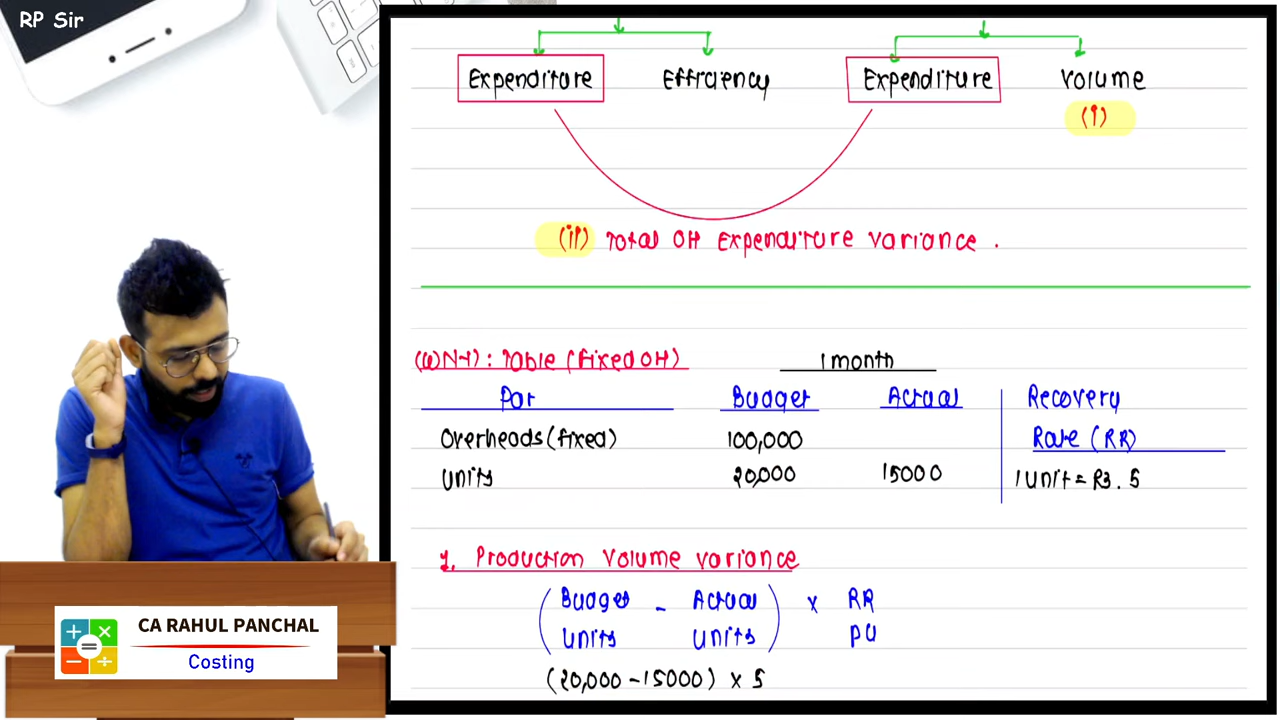 RP Sir
Expenditure Efficiency Expenditure Volume
(i)
(ii) Total OH Expenditure variance.
(WN-1) : Table (Fixed OH) 1 month
Par Budget Actual Recovery
Overheads (fixed) 100,000 Rate (RR)
Units 20,000 15000 1 unit = Rs. 5
1. Production Volume Variance
(Budget - Actual) x RR
Units Units PU
(20,000 - 15000) x 5
CA RAHUL PANCHAL
Costing